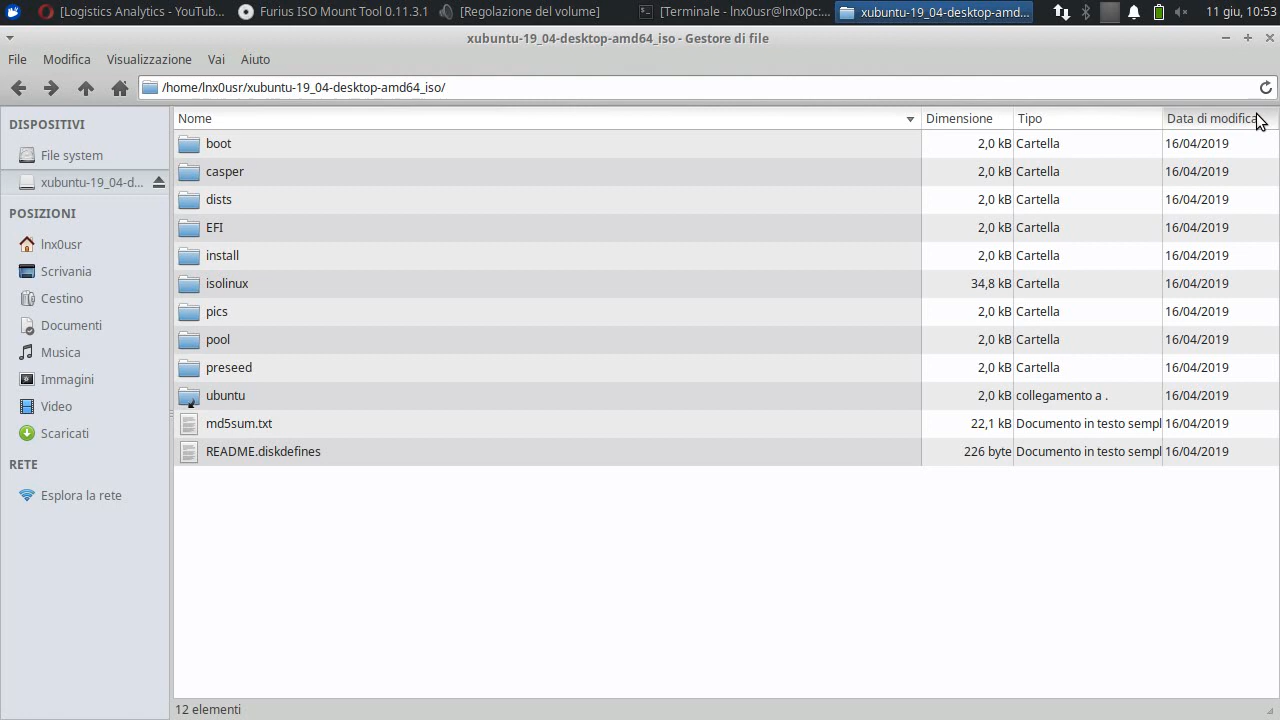 [Logistics Analytics - YouTub... Furius ISO Mount Tool 0.11.3.1 [Regolazione del volume] [Terminale - lnx0usr@lnx0pc:... xubuntu-19_04-desktop-amd... 11 giu, 10:53
xubuntu-19_04-desktop-amd64_iso - Gestore di file
File Modifica Visualizzazione Vai Aiuto
/home/lnx0usr/xubuntu-19_04-desktop-amd64_iso/
DISPOSITIVI
File system
xubuntu-19_04-d...
POSIZIONI
lnx0usr
Scrivania
Cestino
Documenti
Musica
Immagini
Video
Scaricati
RETE
Esplora la rete
Nome Dimensione Tipo Data di modifica
boot 2,0 kB Cartella 16/04/2019
casper 2,0 kB Cartella 16/04/2019
dists 2,0 kB Cartella 16/04/2019
EFI 2,0 kB Cartella 16/04/2019
install 2,0 kB Cartella 16/04/2019
isolinux 34,8 kB Cartella 16/04/2019
pics 2,0 kB Cartella 16/04/2019
pool 2,0 kB Cartella 16/04/2019
preseed 2,0 kB Cartella 16/04/2019
ubuntu 2,0 kB collegamento a . 16/04/2019
md5sum.txt 22,1 kB Documento in testo sempl 16/04/2019
README.diskdefines 226 byte Documento in testo sempl 16/04/2019
12 elementi